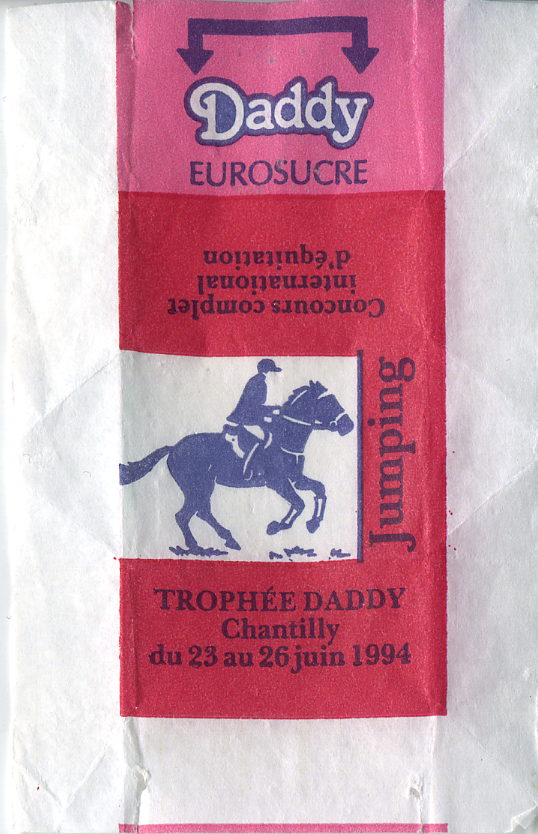 Daddy
EUROSUCRE
Concours complet
international
d'équitation
Jumping
TROPHÉE DADDY
Chantilly
du 23 au 26 juin 1994